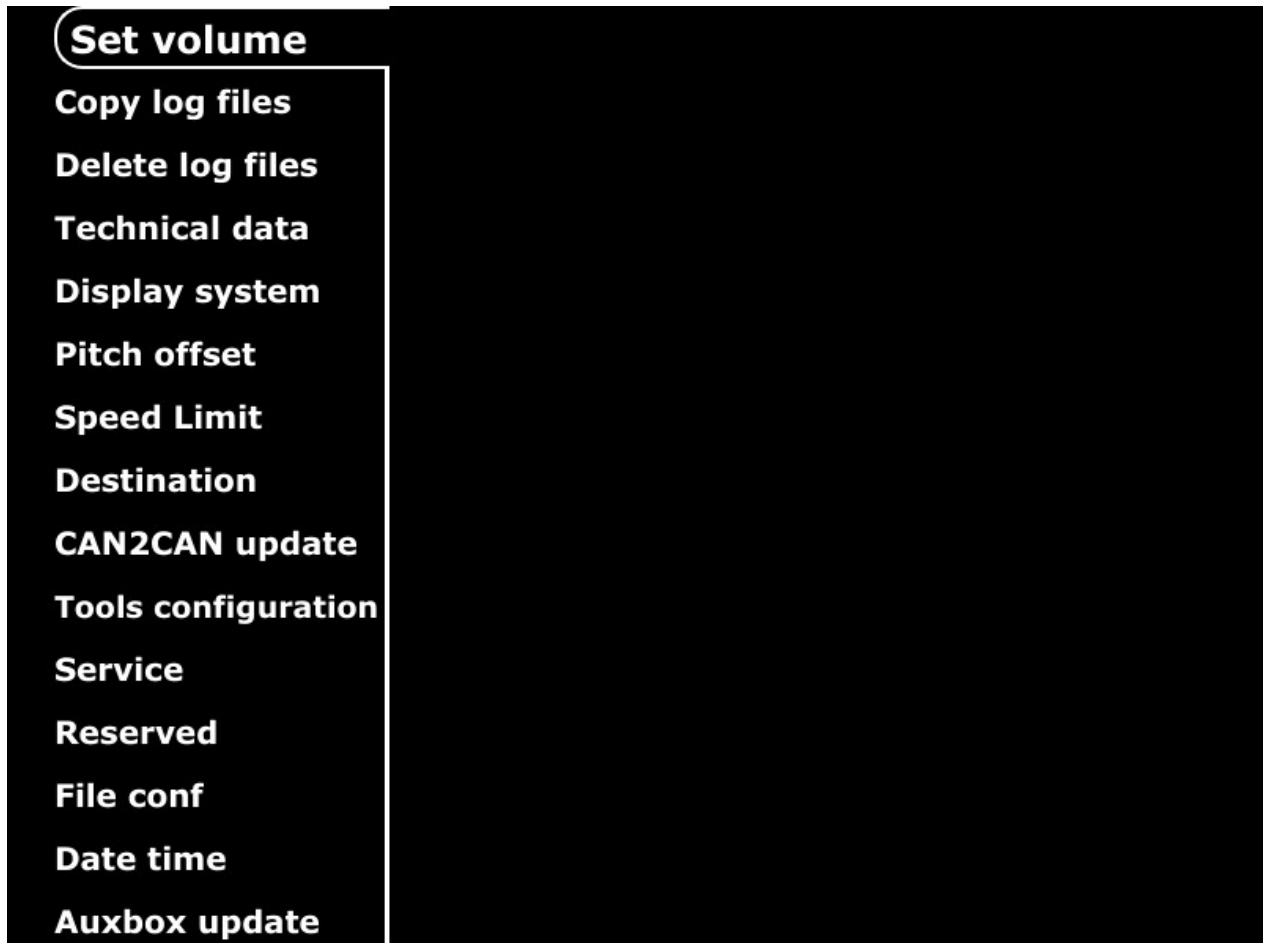 Set volume
Copy log files
Delete log files
Technical data
Display system
Pitch offset
Speed Limit
Destination
CAN2CAN update
Tools configuration
Service
Reserved
File conf
Date time
Auxbox update